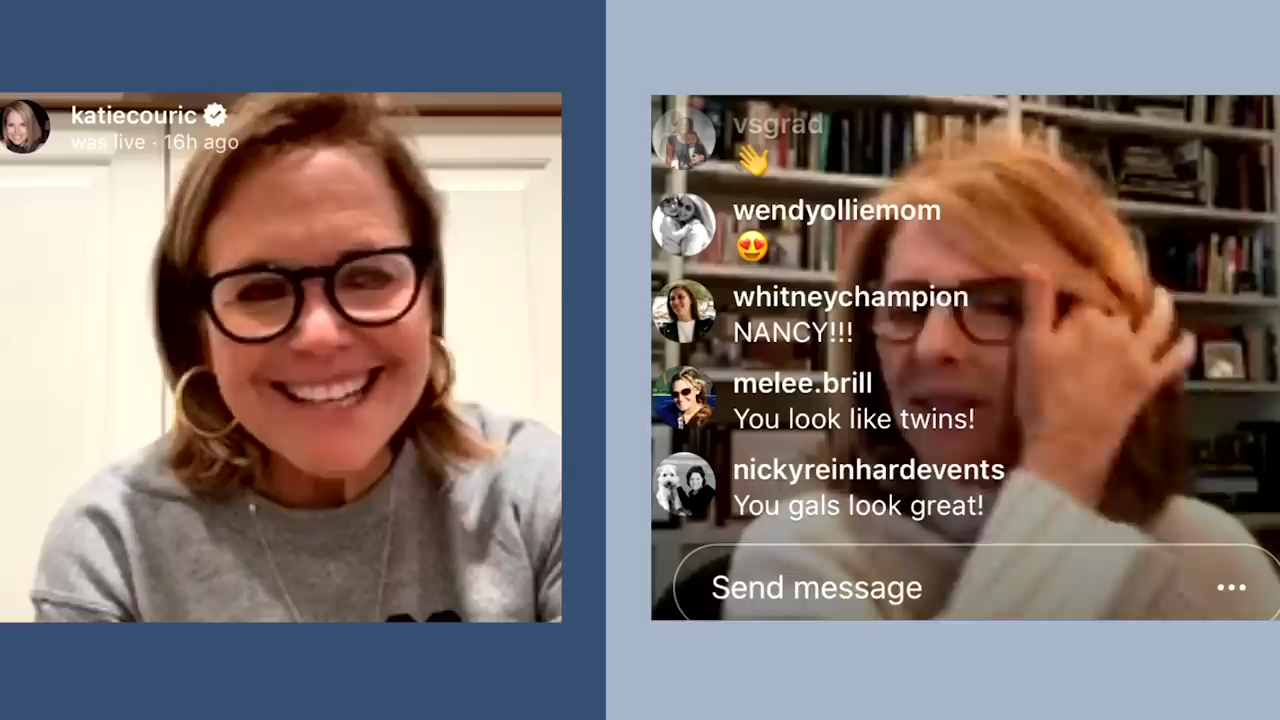 katiecouric
was live · 16h ago
vsgrad
👋
wendyolliemom
😍
whitneychampion
NANCY!!!
melee.brill
You look like twins!
nickyreinhardevents
You gals look great!
Send message